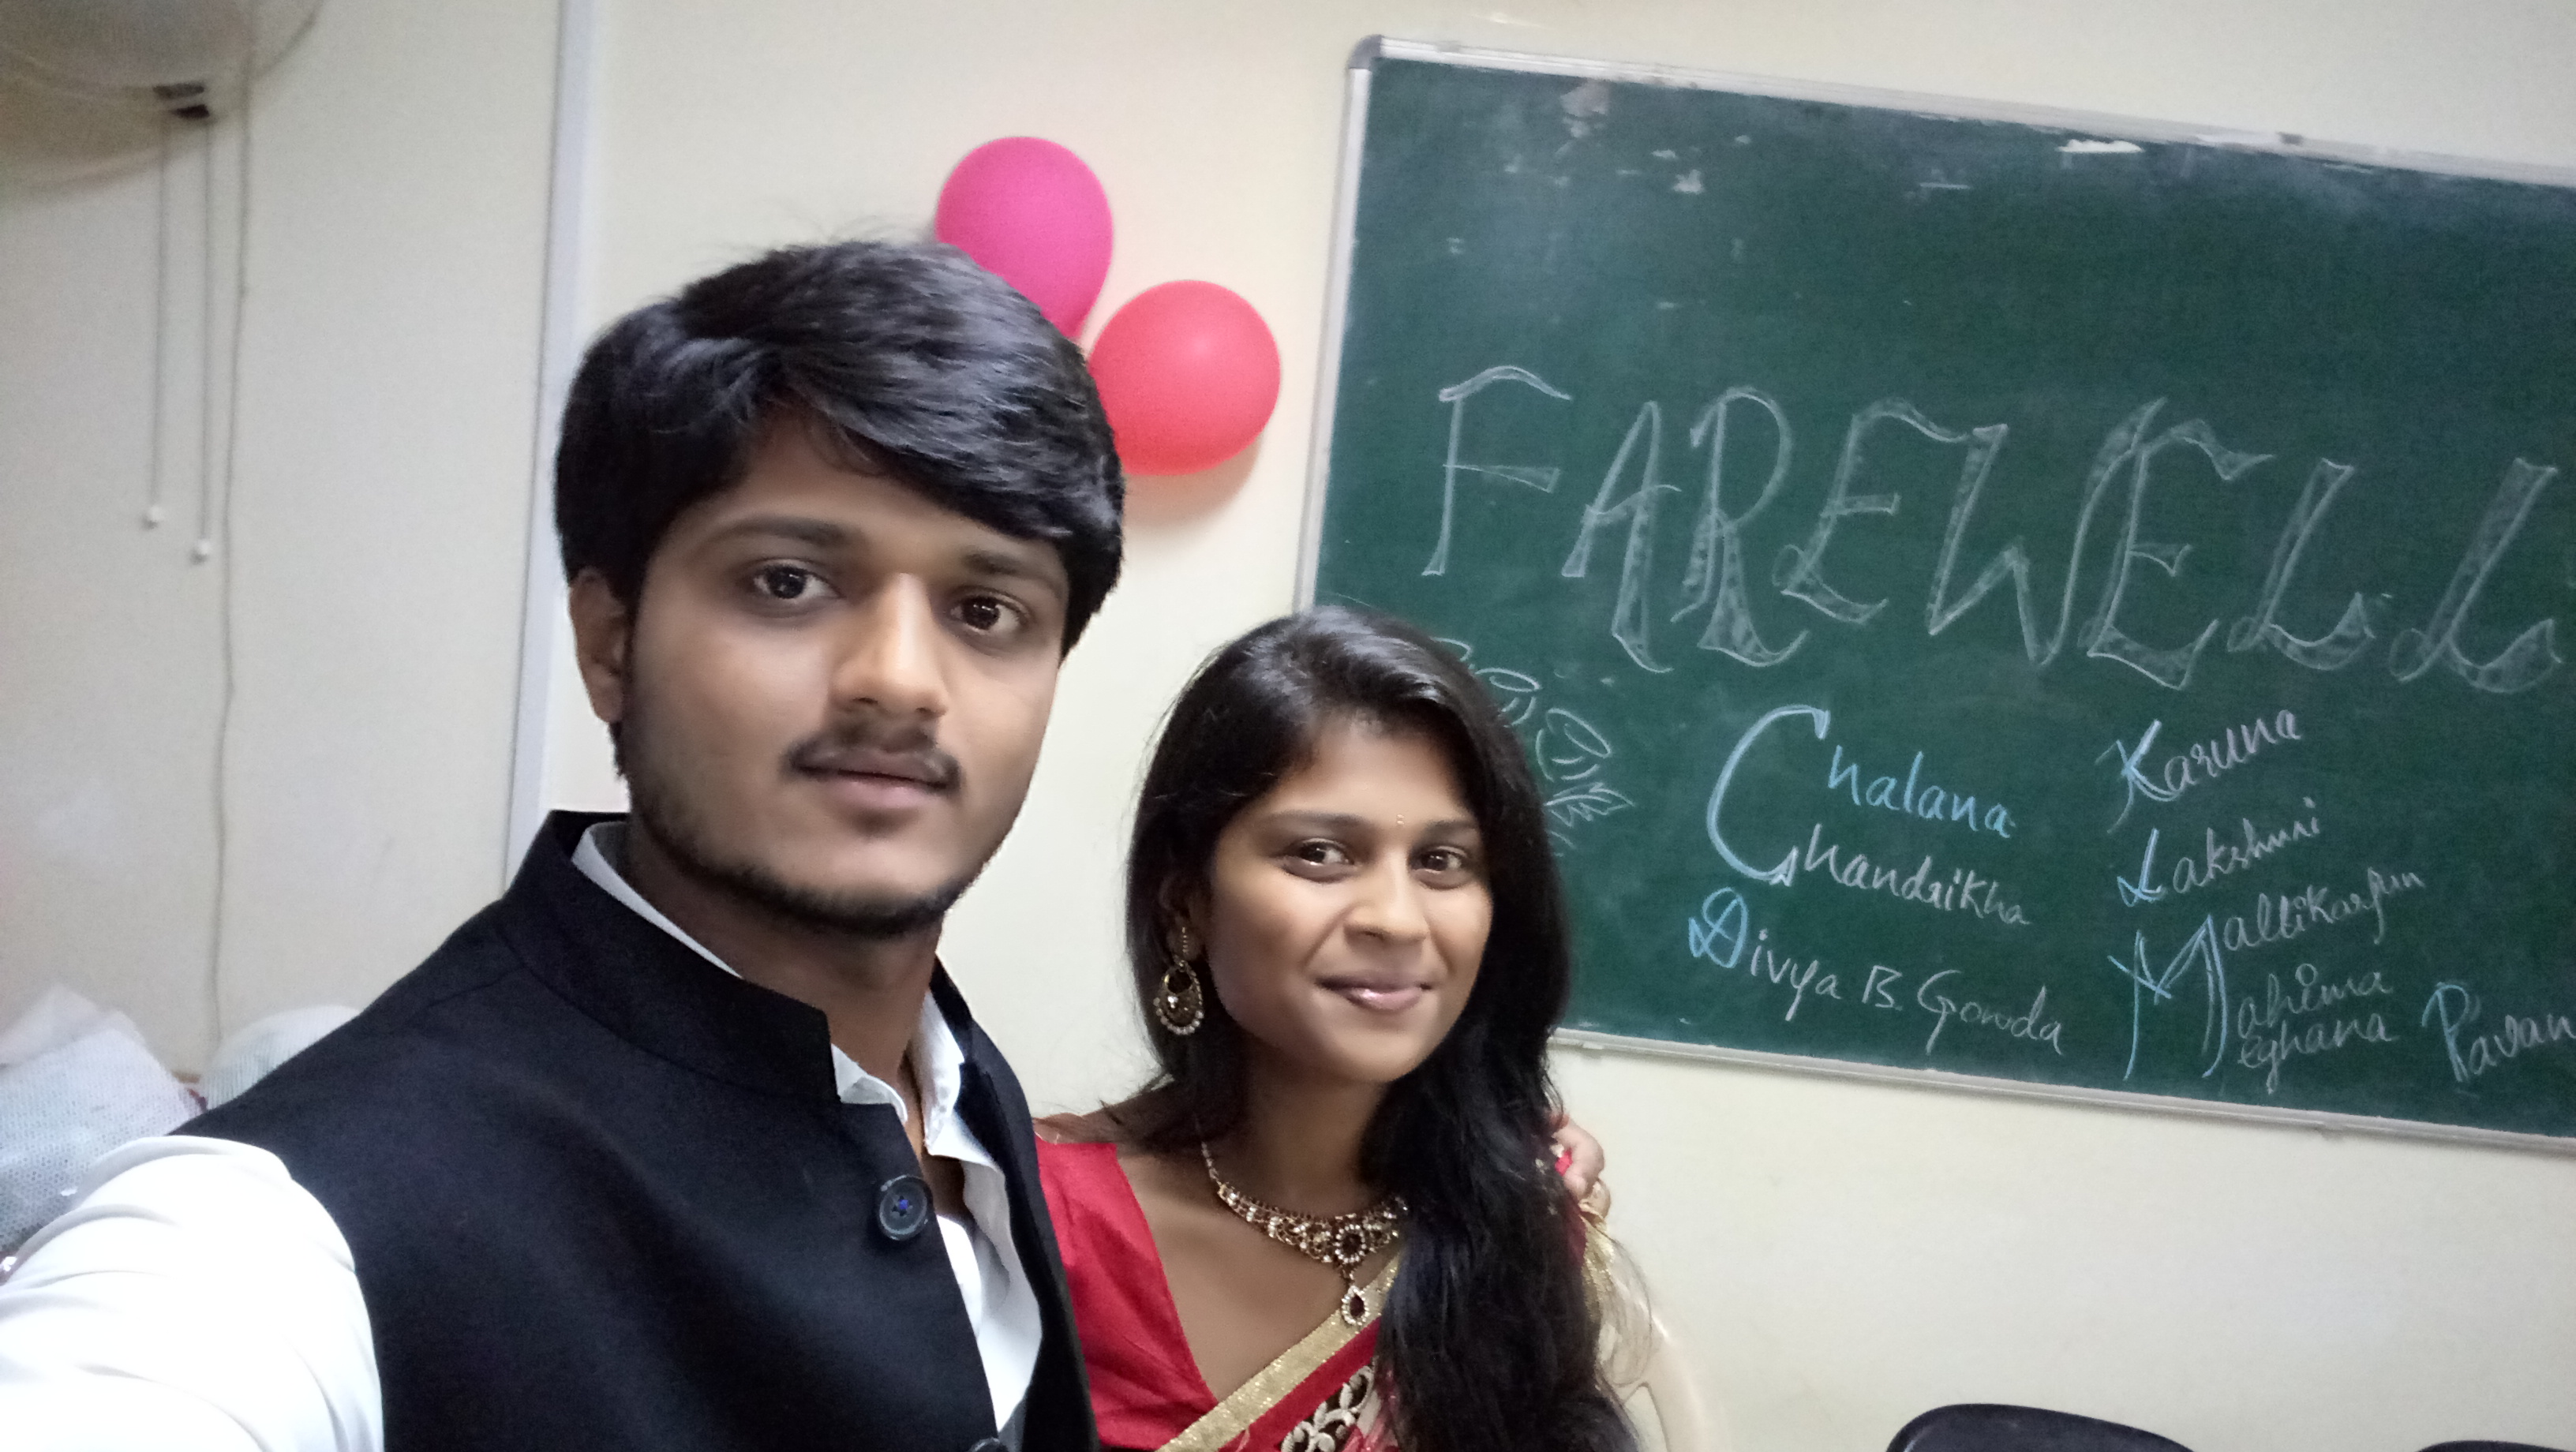 FAREWELL
Chalana
Chandrikha
Divya B. Gowda
Karuna
Lakshmi
Mallikarjun
Mahima
Meghana
Pavan